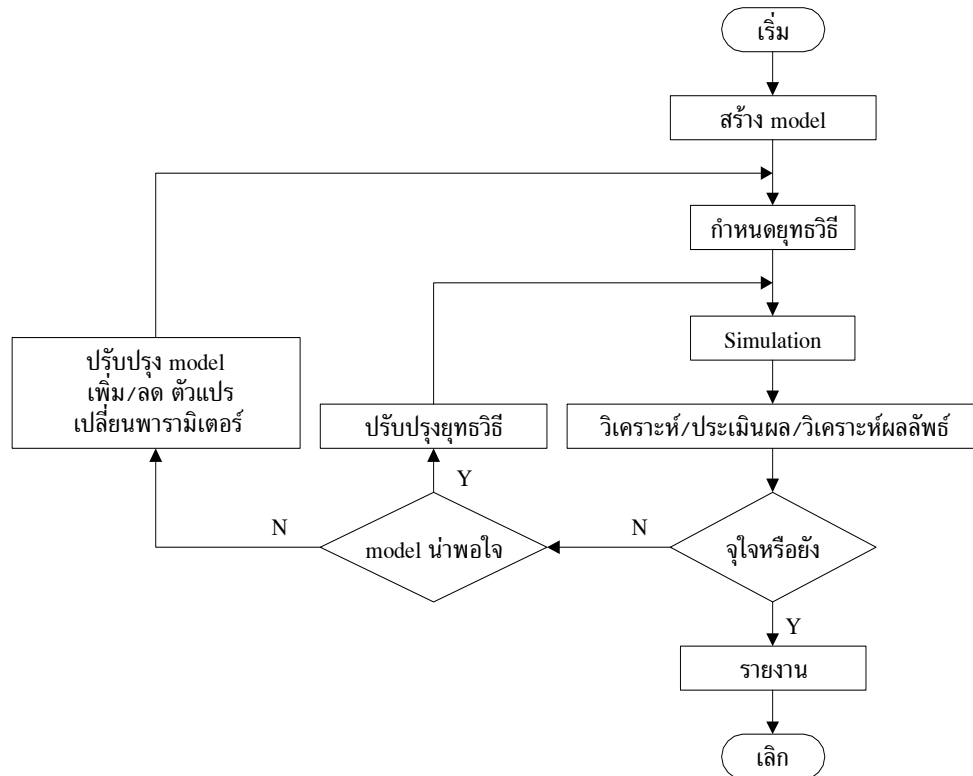 เริ่ม
สร้าง model
กำหนดยุทธวิธี
Simulation
ปรับปรุง model
เพิ่ม/ลด ตัวแปร
เปลี่ยนพารามิเตอร์
ปรับปรุงยุทธวิธี
วิเคราะห์/ประเมินผล/วิเคราะห์ผลลัพธ์
Y
N
model น่าพอใจ
N
จุใจหรือยัง
Y
รายงาน
เลิก